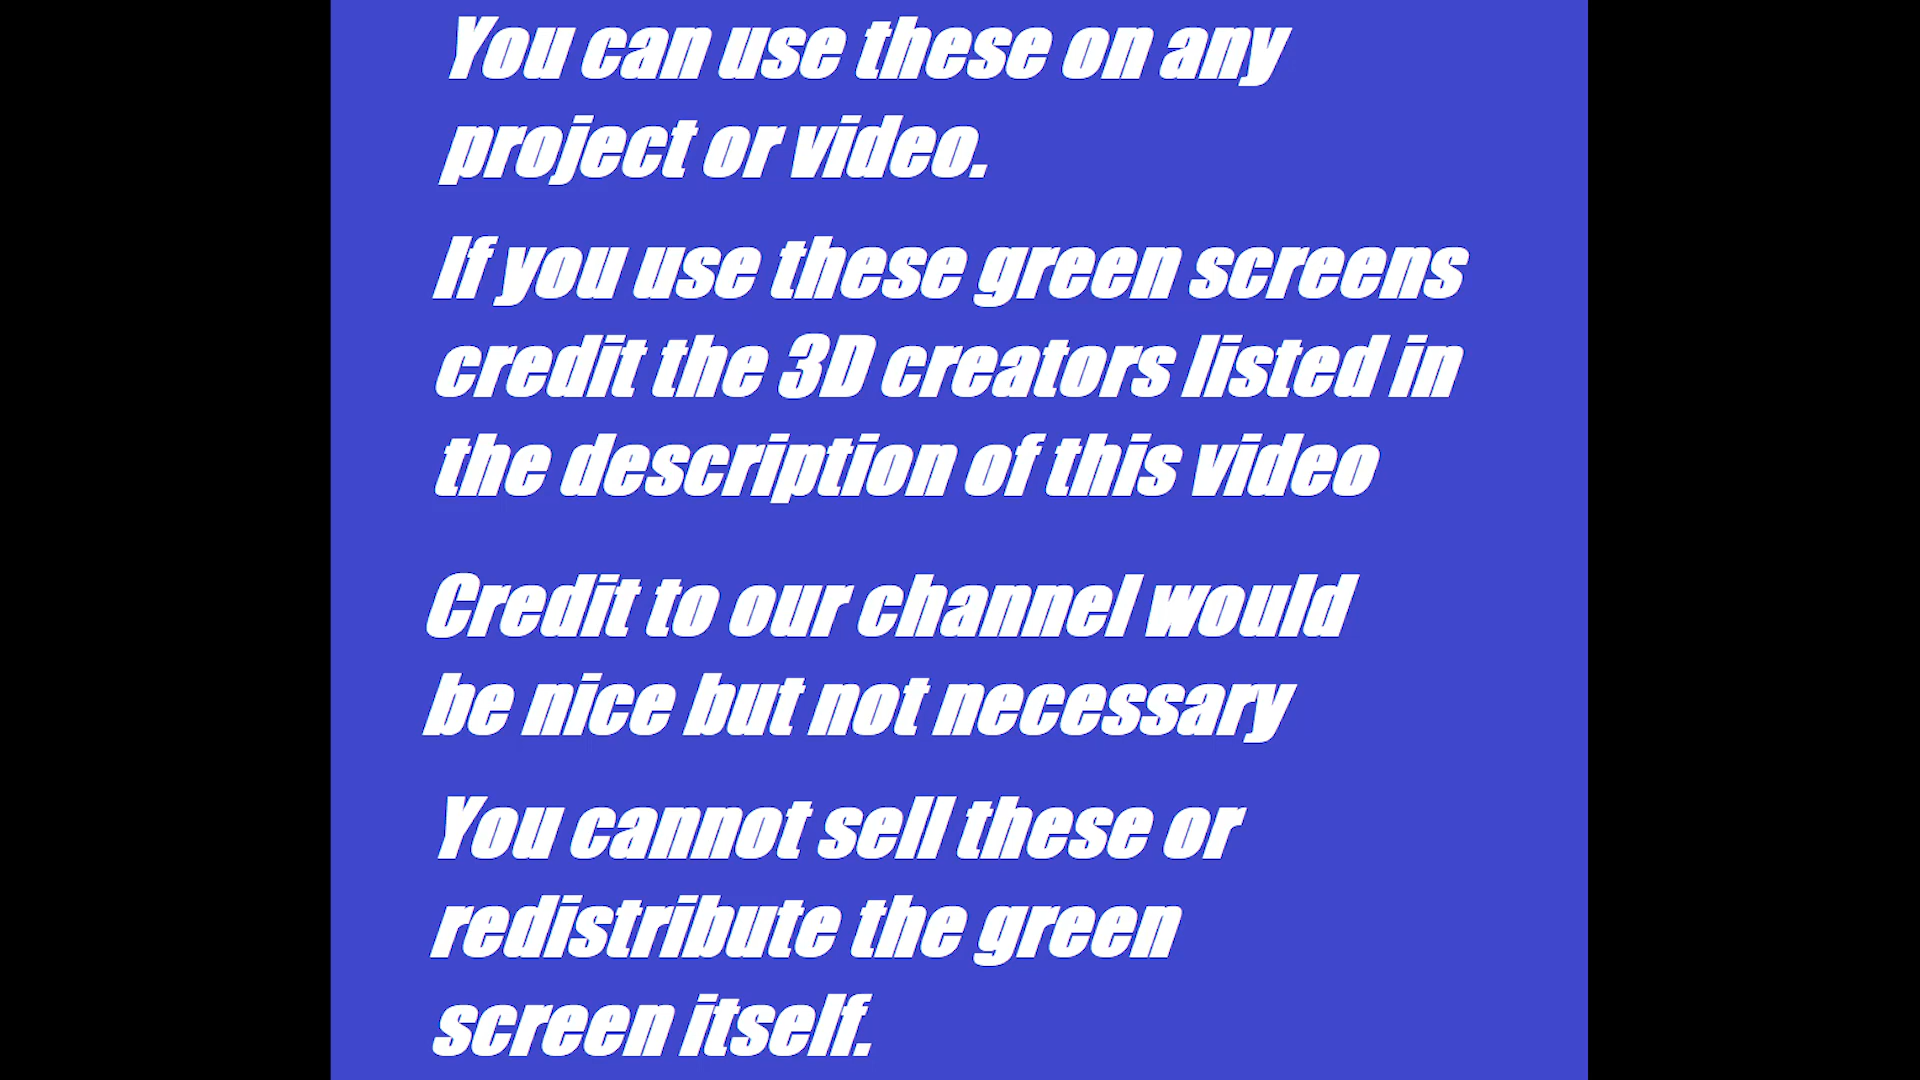 You can use these on any
project or video.
If you use these green screens
credit the 3D creators listed in
the description of this video
Credit to our channel would
be nice but not necessary
You cannot sell these or
redistribute the green
screen itself.